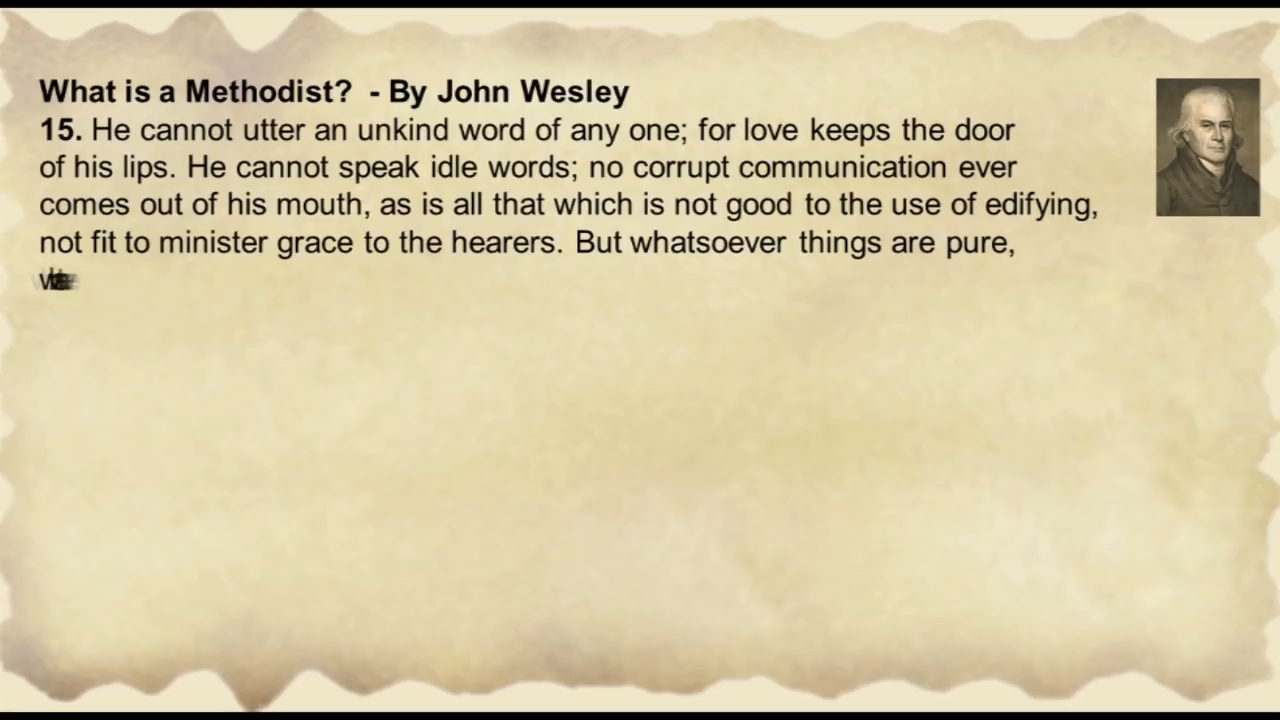 What is a Methodist? - By John Wesley
15. He cannot utter an unkind word of any one; for love keeps the door
of his lips. He cannot speak idle words; no corrupt communication ever
comes out of his mouth, as is all that which is not good to the use of edifying,
not fit to minister grace to the hearers. But whatsoever things are pure,